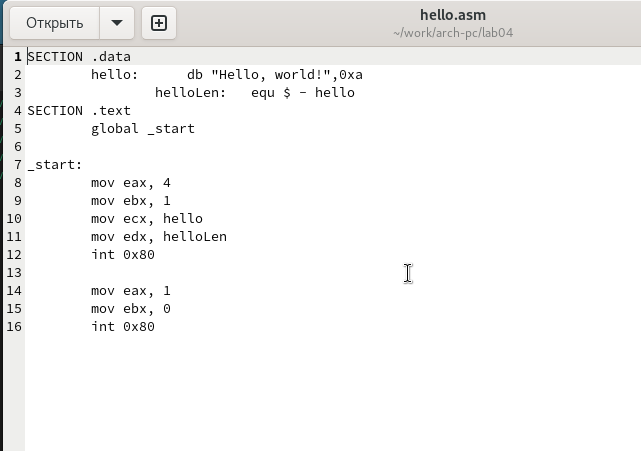 Открыть
hello.asm
~/work/arch-pc/lab04
1 SECTION .data
2 hello: db "Hello, world!",0xa
3 helloLen: equ $ - hello
4 SECTION .text
5 global _start
6
7 _start:
8 mov eax, 4
9 mov ebx, 1
10 mov ecx, hello
11 mov edx, helloLen
12 int 0x80
13
14 mov eax, 1
15 mov ebx, 0
16 int 0x80